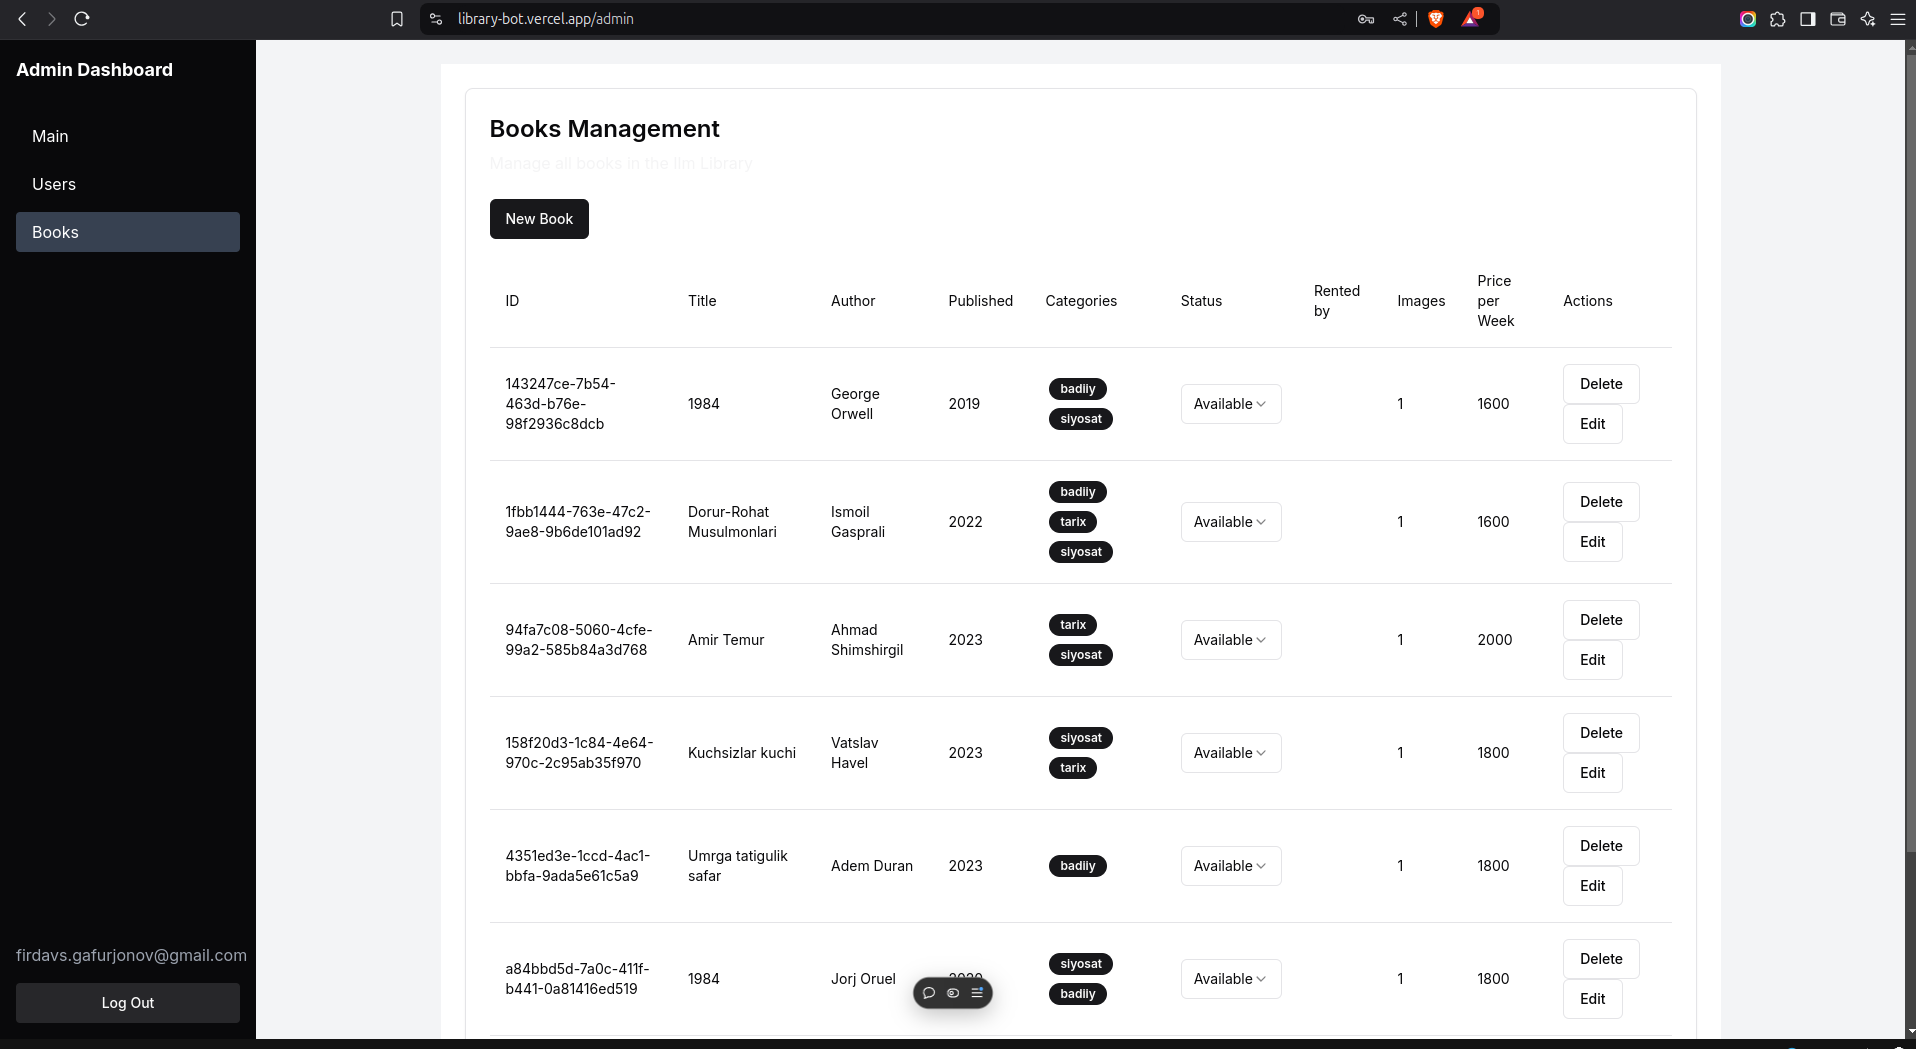 library-bot.vercel.app/admin
1
Admin Dashboard
Main
Users
Books
firdavs.gafurjonov@gmail.com
Log Out
Books Management
Manage all books in the Ilm Library
New Book
ID Title Author Published Categories Status Rented by Images Price per Week Actions
143247ce-7b54-
463d-b76e-
98f2936c8dcb
1984
George
Orwell
2019
badiiy
siyosat
Available
1
1600
Delete
Edit
1fbb1444-763e-47c2-
9ae8-9b6de101ad92
Dorur-Rohat
Musulmonlari
Ismoil
Gasprali
2022
badiiy
tarix
siyosat
Available
1
1600
Delete
Edit
94fa7c08-5060-4cfe-
99a2-585b84a3d768
Amir Temur
Ahmad
Shimshirgil
2023
tarix
siyosat
Available
1
2000
Delete
Edit
158f20d3-1c84-4e64-
970c-2c95ab35f970
Kuchsizlar kuchi
Vatslav
Havel
2023
siyosat
tarix
Available
1
1800
Delete
Edit
4351ed3e-1ccd-4ac1-
bbfa-9ada5e61c5a9
Umrga tatigulik
safar
Adem Duran
2023
badiiy
Available
1
1800
Delete
Edit
a84bbd5d-7a0c-411f-
b441-0a81416ed519
1984
Jorj Oruel
siyosat
badiiy
Available
1
1800
Delete
Edit